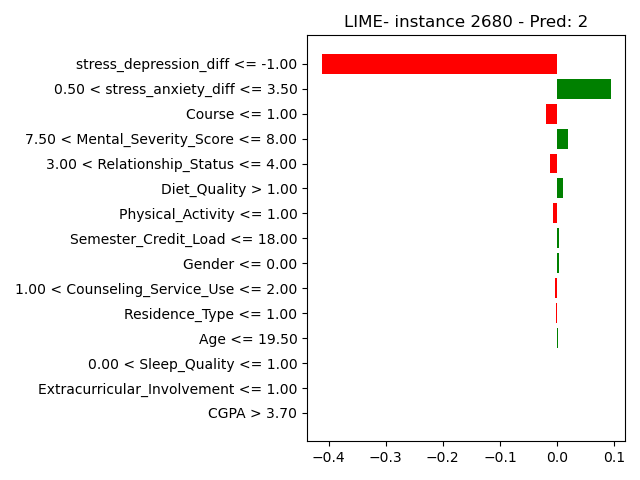 LIME- instance 2680 - Pred: 2
stress_depression_diff <= -1.00
0.50 < stress_anxiety_diff <= 3.50
Course <= 1.00
7.50 < Mental_Severity_Score <= 8.00
3.00 < Relationship_Status <= 4.00
Diet_Quality > 1.00
Physical_Activity <= 1.00
Semester_Credit_Load <= 18.00
Gender <= 0.00
1.00 < Counseling_Service_Use <= 2.00
Residence_Type <= 1.00
Age <= 19.50
0.00 < Sleep_Quality <= 1.00
Extracurricular_Involvement <= 1.00
CGPA > 3.70
−0.4 −0.3 −0.2 −0.1 0.0 0.1